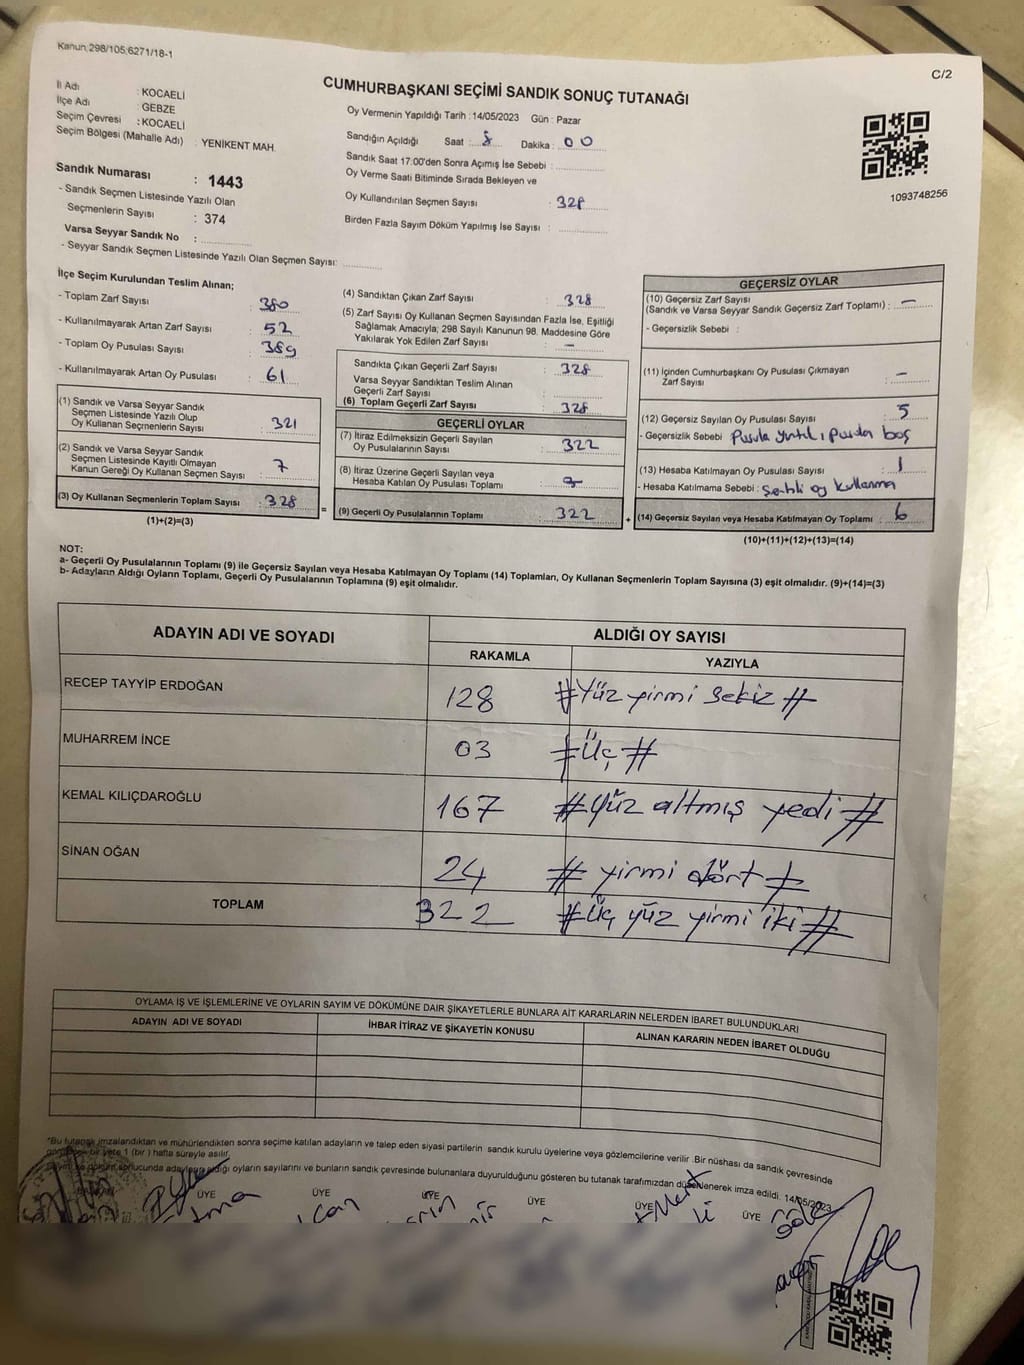 Kanun;298/105;6271/18-1
C/2
CUMHURBAŞKANI SEÇİMİ SANDIK SONUÇ TUTANAĞI
İl Adı : KOCAELİ
İlçe Adı : GEBZE
Seçim Çevresi : KOCAELİ
Seçim Bölgesi (Mahalle Adı) : YENİKENT MAH.
Sandık Numarası : 1443
- Sandık Seçmen Listesinde Yazılı Olan
Seçmenlerin Sayısı : 374
Varsa Seyyar Sandık No :
- Seyyar Sandık Seçmen Listesinde Yazılı Olan Seçmen Sayısı:
Oy Vermenin Yapıldığı Tarih : 14/05/2023 Gün : Pazar
Sandığın Açıldığı Saat : 8 Dakika : 00
Sandık Saat 17.00'den Sonra Açımış İse Sebebi :
Oy Verme Saati Bitiminde Sırada Bekleyen ve
Oy Kullandırılan Seçmen Sayısı : 328
Birden Fazla Sayım Döküm Yapılmış İse Sayısı :
1093748256
İlçe Seçim Kurulundan Teslim Alınan;
- Toplam Zarf Sayısı : 380
- Kullanılmayarak Artan Zarf Sayısı : 52
- Toplam Oy Pusulası Sayısı : 389
- Kullanılmayarak Artan Oy Pusulası : 61
(1) Sandık ve Varsa Seyyar Sandık
Seçmen Listesinde Yazılı Olup
Oy Kullanan Seçmenlerin Sayısı : 321
(2) Sandık ve Varsa Seyyar Sandık
Seçmen Listesinde Kayıtlı Olmayan
Kanun Gereği Oy Kullanan Seçmen Sayısı : 7
(3) Oy Kullanan Seçmenlerin Toplam Sayısı : 328
(1)+(2)=(3)
(4) Sandıktan Çıkan Zarf Sayısı : 328
(5) Zarf Sayısı Oy Kullanan Seçmen Sayısından Fazla İse, Eşitliği
Sağlamak Amacıyla; 298 Sayılı Kanunun 98. Maddesine Göre
Yakılarak Yok Edilen Zarf Sayısı : –
Sandıkta Çıkan Geçerli Zarf Sayısı : 328
Varsa Seyyar Sandıktan Teslim Alınan
Geçerli Zarf Sayısı :
(6) Toplam Geçerli Zarf Sayısı : 328
=
GEÇERLİ OYLAR
(7) İtiraz Edilmeksizin Geçerli Sayılan
Oy Pusulalarının Sayısı : 322
(8) İtiraz Üzerine Geçerli Sayılan veya
Hesaba Katılan Oy Pusulası Toplamı :
(9) Geçerli Oy Pusulalarının Toplamı : 322
+
GEÇERSİZ OYLAR
(10) Geçersiz Zarf Sayısı
(Sandık ve Varsa Seyyar Sandık Geçersiz Zarf Toplamı) : –
- Geçersizlik Sebebi :
(11) İçinden Cumhurbaşkanı Oy Pusulası Çıkmayan
Zarf Sayısı : –
(12) Geçersiz Sayılan Oy Pusulası Sayısı : 5
- Geçersizlik Sebebi : Pusula yırtık, pusula boş
(13) Hesaba Katılmayan Oy Pusulası Sayısı : 1
- Hesaba Katılmama Sebebi : oy kullanma
(14) Geçersiz Sayılan veya Hesaba Katılmayan Oy Toplamı : 6
(10)+(11)+(12)+(13)=(14)
NOT:
a- Geçerli Oy Pusulalarının Toplamı (9) ile Geçersiz Sayılan veya Hesaba Katılmayan Oy Toplamı (14) Toplamları, Oy Kullanan Seçmenlerin Toplam Sayısına (3) eşit olmalıdır. (9)+(14)=(3)
b- Adayların Aldığı Oyların Toplamı, Geçerli Oy Pusulalarının Toplamına (9) eşit olmalıdır.
ADAYIN ADI VE SOYADI
ALDIĞI OY SAYISI
RAKAMLA YAZIYLA
RECEP TAYYİP ERDOĞAN 128 #Yüz yirmi sekiz#
MUHARREM İNCE 03 #Üç#
KEMAL KILIÇDAROĞLU 167 #Yüz altmış yedi#
SİNAN OĞAN 24 #yirmi dört#
TOPLAM 322 #Üç yüz yirmi iki#
OYLAMA İŞ VE İŞLEMLERİNE VE OYLARIN SAYIM VE DÖKÜMÜNE DAİR ŞİKAYETLERLE BUNLARA AİT KARARLARIN NELERDEN İBARET BULUNDUKLARI
ADAYIN ADI VE SOYADI İHBAR İTİRAZ VE ŞİKAYETİN KONUSU ALINAN KARARIN NEDEN İBARET OLDUĞU
*Bu tutanak imzalandıktan ve mühürlendikten sonra seçime katılan adayların ve talep eden siyasi partilerin sandık kurulu üyelerine veya gözlemcilerine verilir .Bir nüshası da sandık çevresinde
bir yere 1 (bir ) hafta süreyle asılır.
sonucunda adayların aldığı oyların sayılarını ve bunların sandık çevresinde bulunanlara duyurulduğunu gösteren bu tutanak tarafımızdan düzenlenerek imza edildi. 14/05/2023
ÜYE ÜYE ÜYE ÜYE ÜYE ÜYE